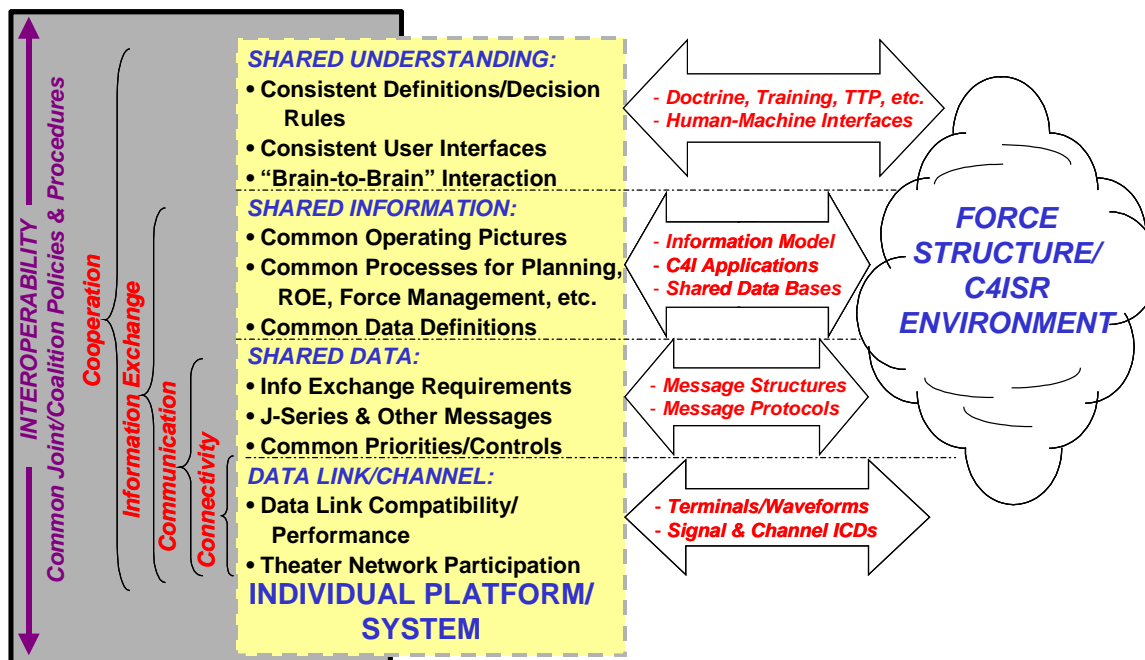 INTEROPERABILITY
Common Joint/Coalition Policies & Procedures
Cooperation
Information Exchange
Communication
Connectivity
SHARED UNDERSTANDING:
• Consistent Definitions/Decision
Rules
• Consistent User Interfaces
• “Brain-to-Brain” Interaction
SHARED INFORMATION:
• Common Operating Pictures
• Common Processes for Planning,
ROE, Force Management, etc.
• Common Data Definitions
SHARED DATA:
• Info Exchange Requirements
• J-Series & Other Messages
• Common Priorities/Controls
DATA LINK/CHANNEL:
• Data Link Compatibility/
Performance
• Theater Network Participation
INDIVIDUAL PLATFORM/
SYSTEM
- Doctrine, Training, TTP, etc.
- Human-Machine Interfaces
- Information Model
- C4I Applications
- Shared Data Bases
- Message Structures
- Message Protocols
- Terminals/Waveforms
- Signal & Channel ICDs
FORCE
STRUCTURE/
C4ISR
ENVIRONMENT